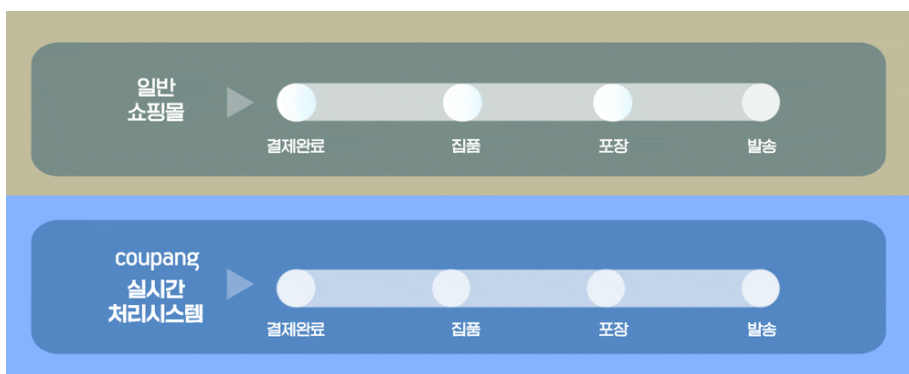 일반
쇼핑몰
결제완료 집품 포장 발송
coupang
실시간
처리시스템
결제완료 집품 포장 발송